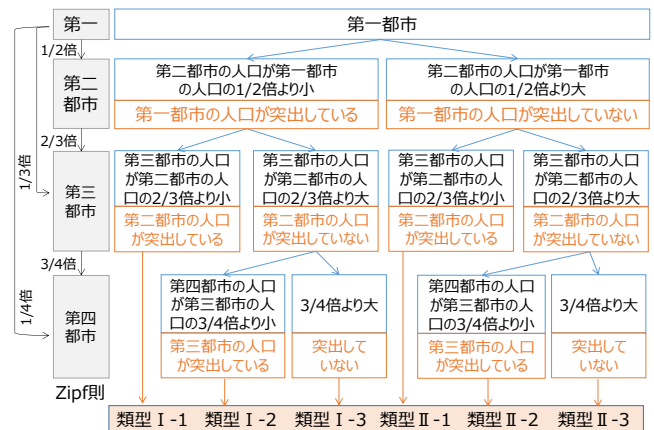 第一
第一都市
1/2倍
第二
都市
第二都市の人口が第一都市
の人口の1/2倍より小
第一都市の人口が突出している
第二都市の人口が第一都市
の人口の1/2倍より大
第一都市の人口が突出していない
2/3倍
1/3倍
第三
都市
第三都市の人口
が第二都市の人
口の2/3倍より小
第二都市の人口
が突出している
第三都市の人口
が第二都市の人
口の2/3倍より大
第二都市の人口
が突出していない
第三都市の人口
が第二都市の人
口の2/3倍より小
第二都市の人口
が突出している
第三都市の人口
が第二都市の人
口の2/3倍より大
第二都市の人口
が突出していない
3/4倍
1/4倍
第四
都市
第四都市の人口
が第三都市の人
口の3/4倍より小
第三都市の人口
が突出している
3/4倍より大
突出して
いない
第四都市の人口
が第三都市の人
口の3/4倍より小
第三都市の人口
が突出している
3/4倍より大
突出して
いない
Zipf則
類型Ⅰ-1 類型Ⅰ-2 類型Ⅰ-3 類型Ⅱ-1 類型Ⅱ-2 類型Ⅱ-3